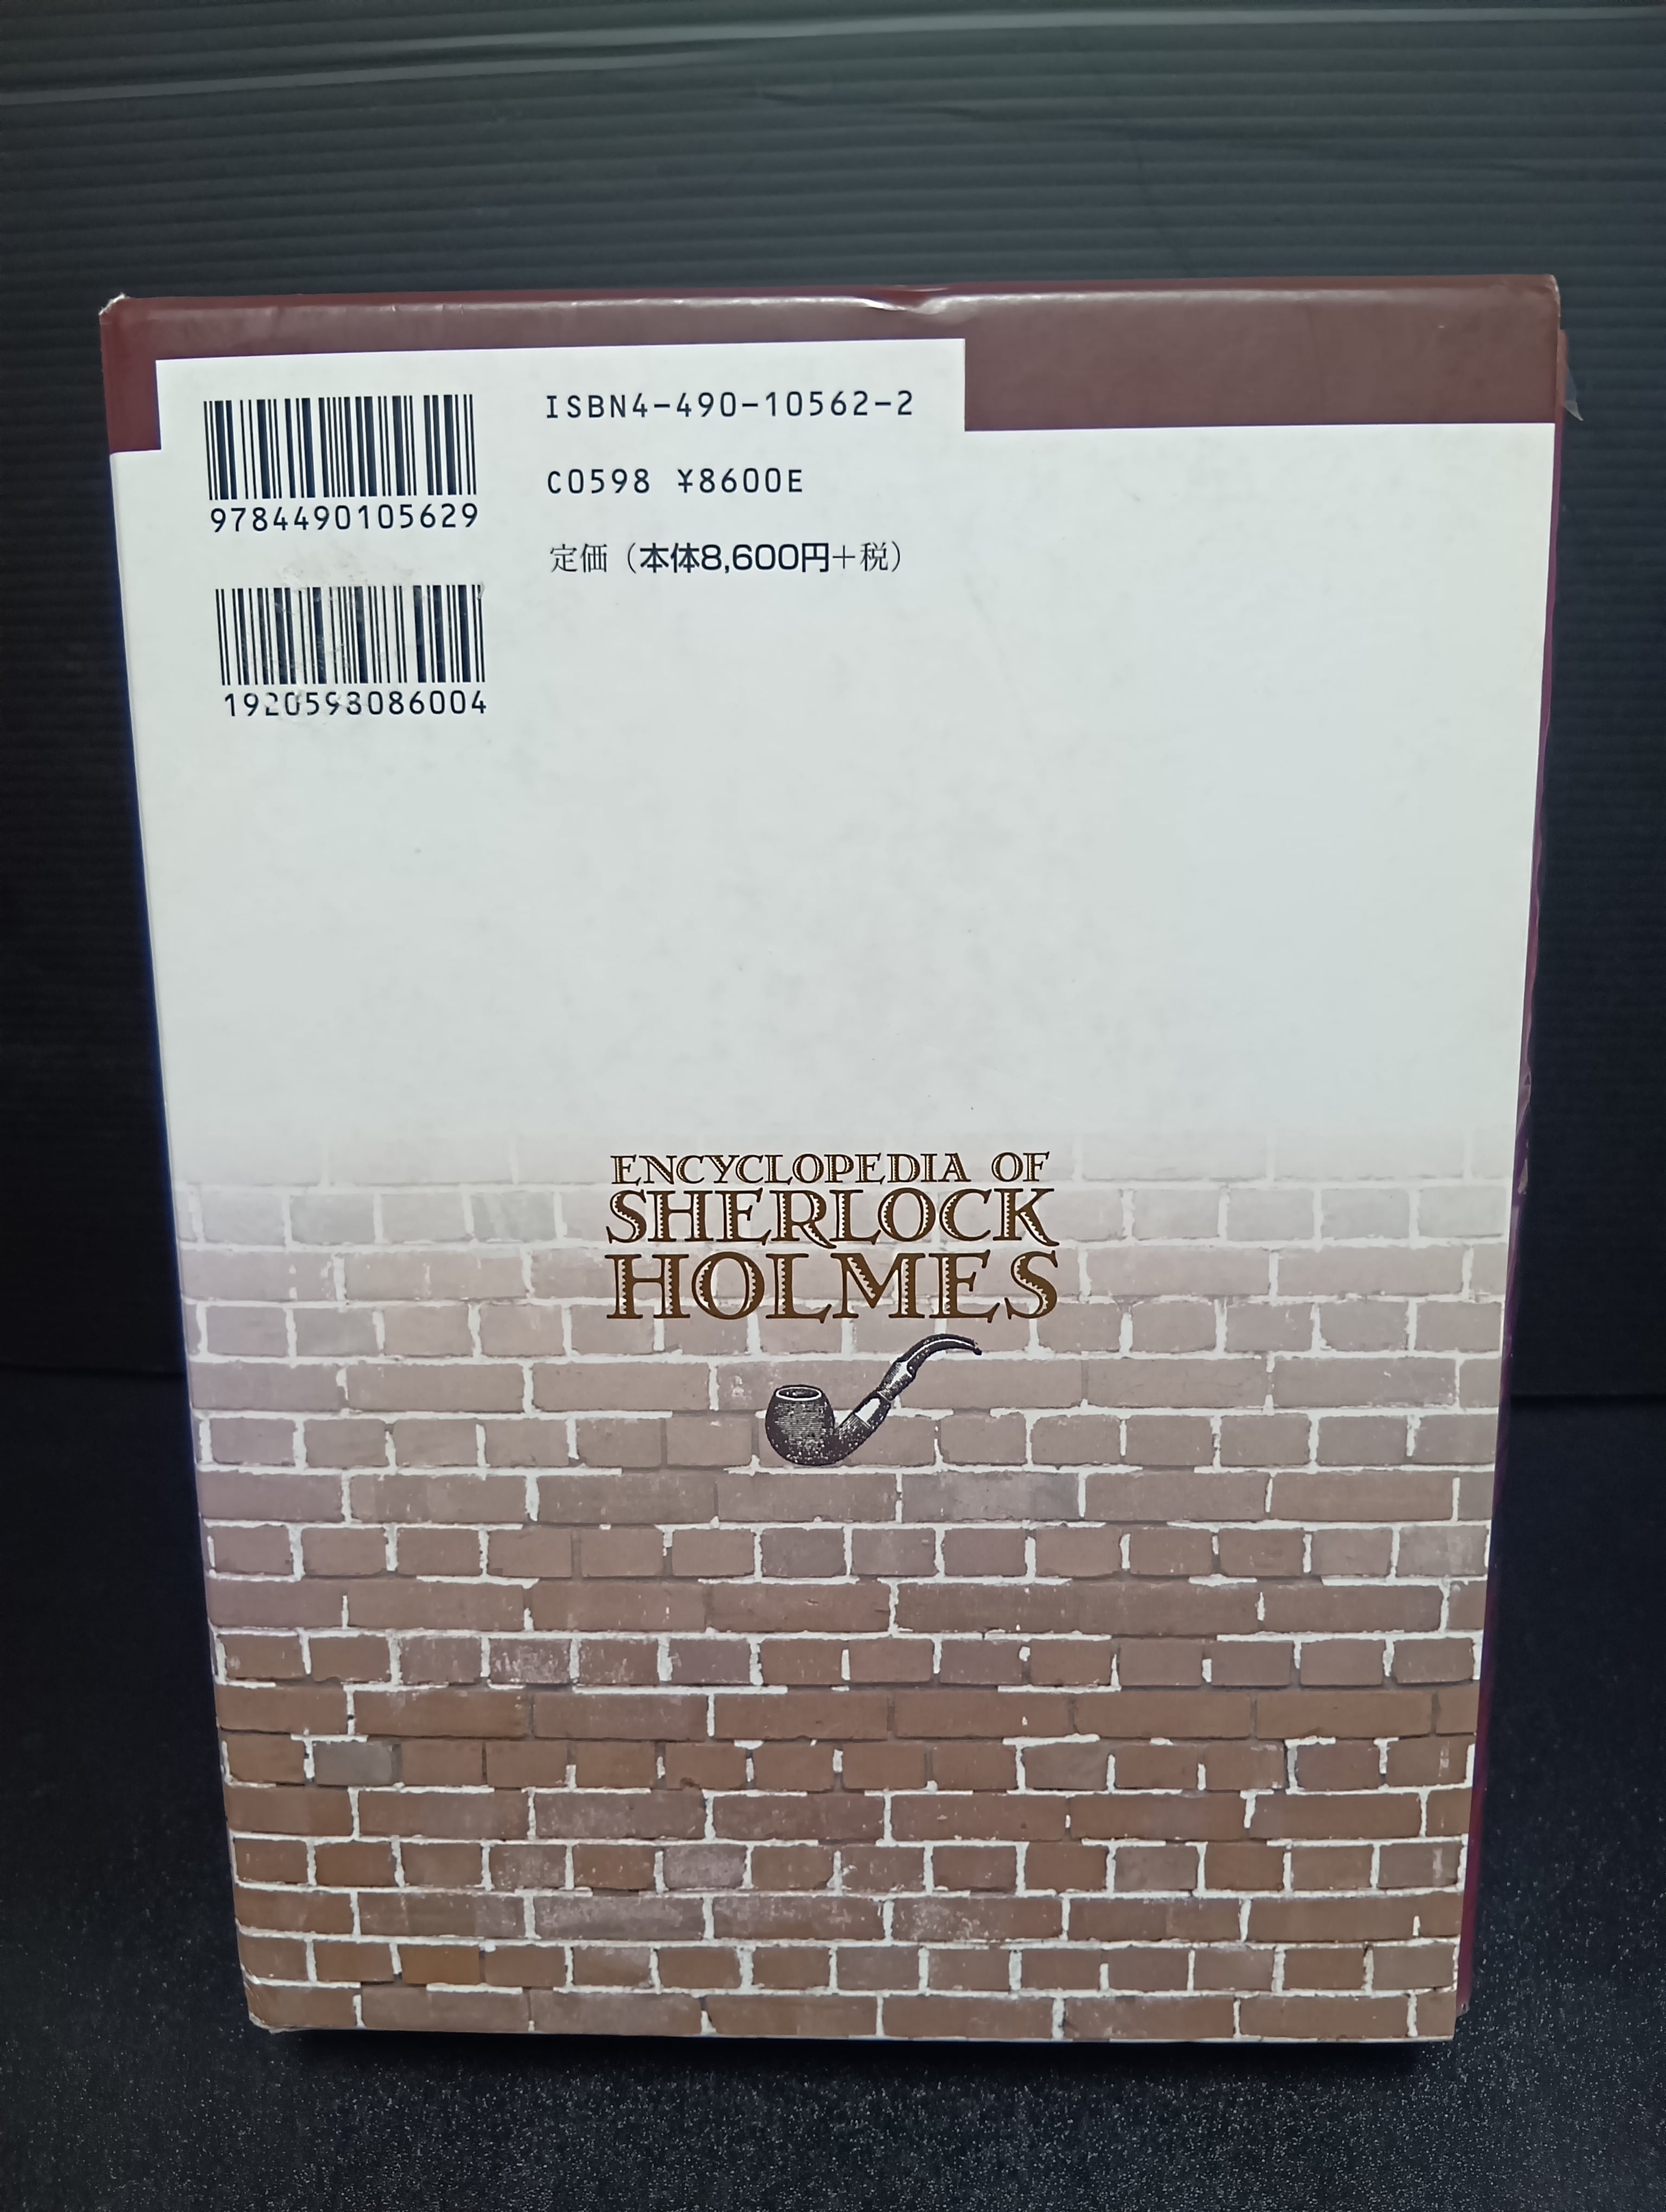 ISBN4-490-10562-2
C0598 ¥8600E
定価（本体8,600円＋税）
9784490105629
1920598086004
ENCYCLOPEDIA OF
SHERLOCK
HOLMES